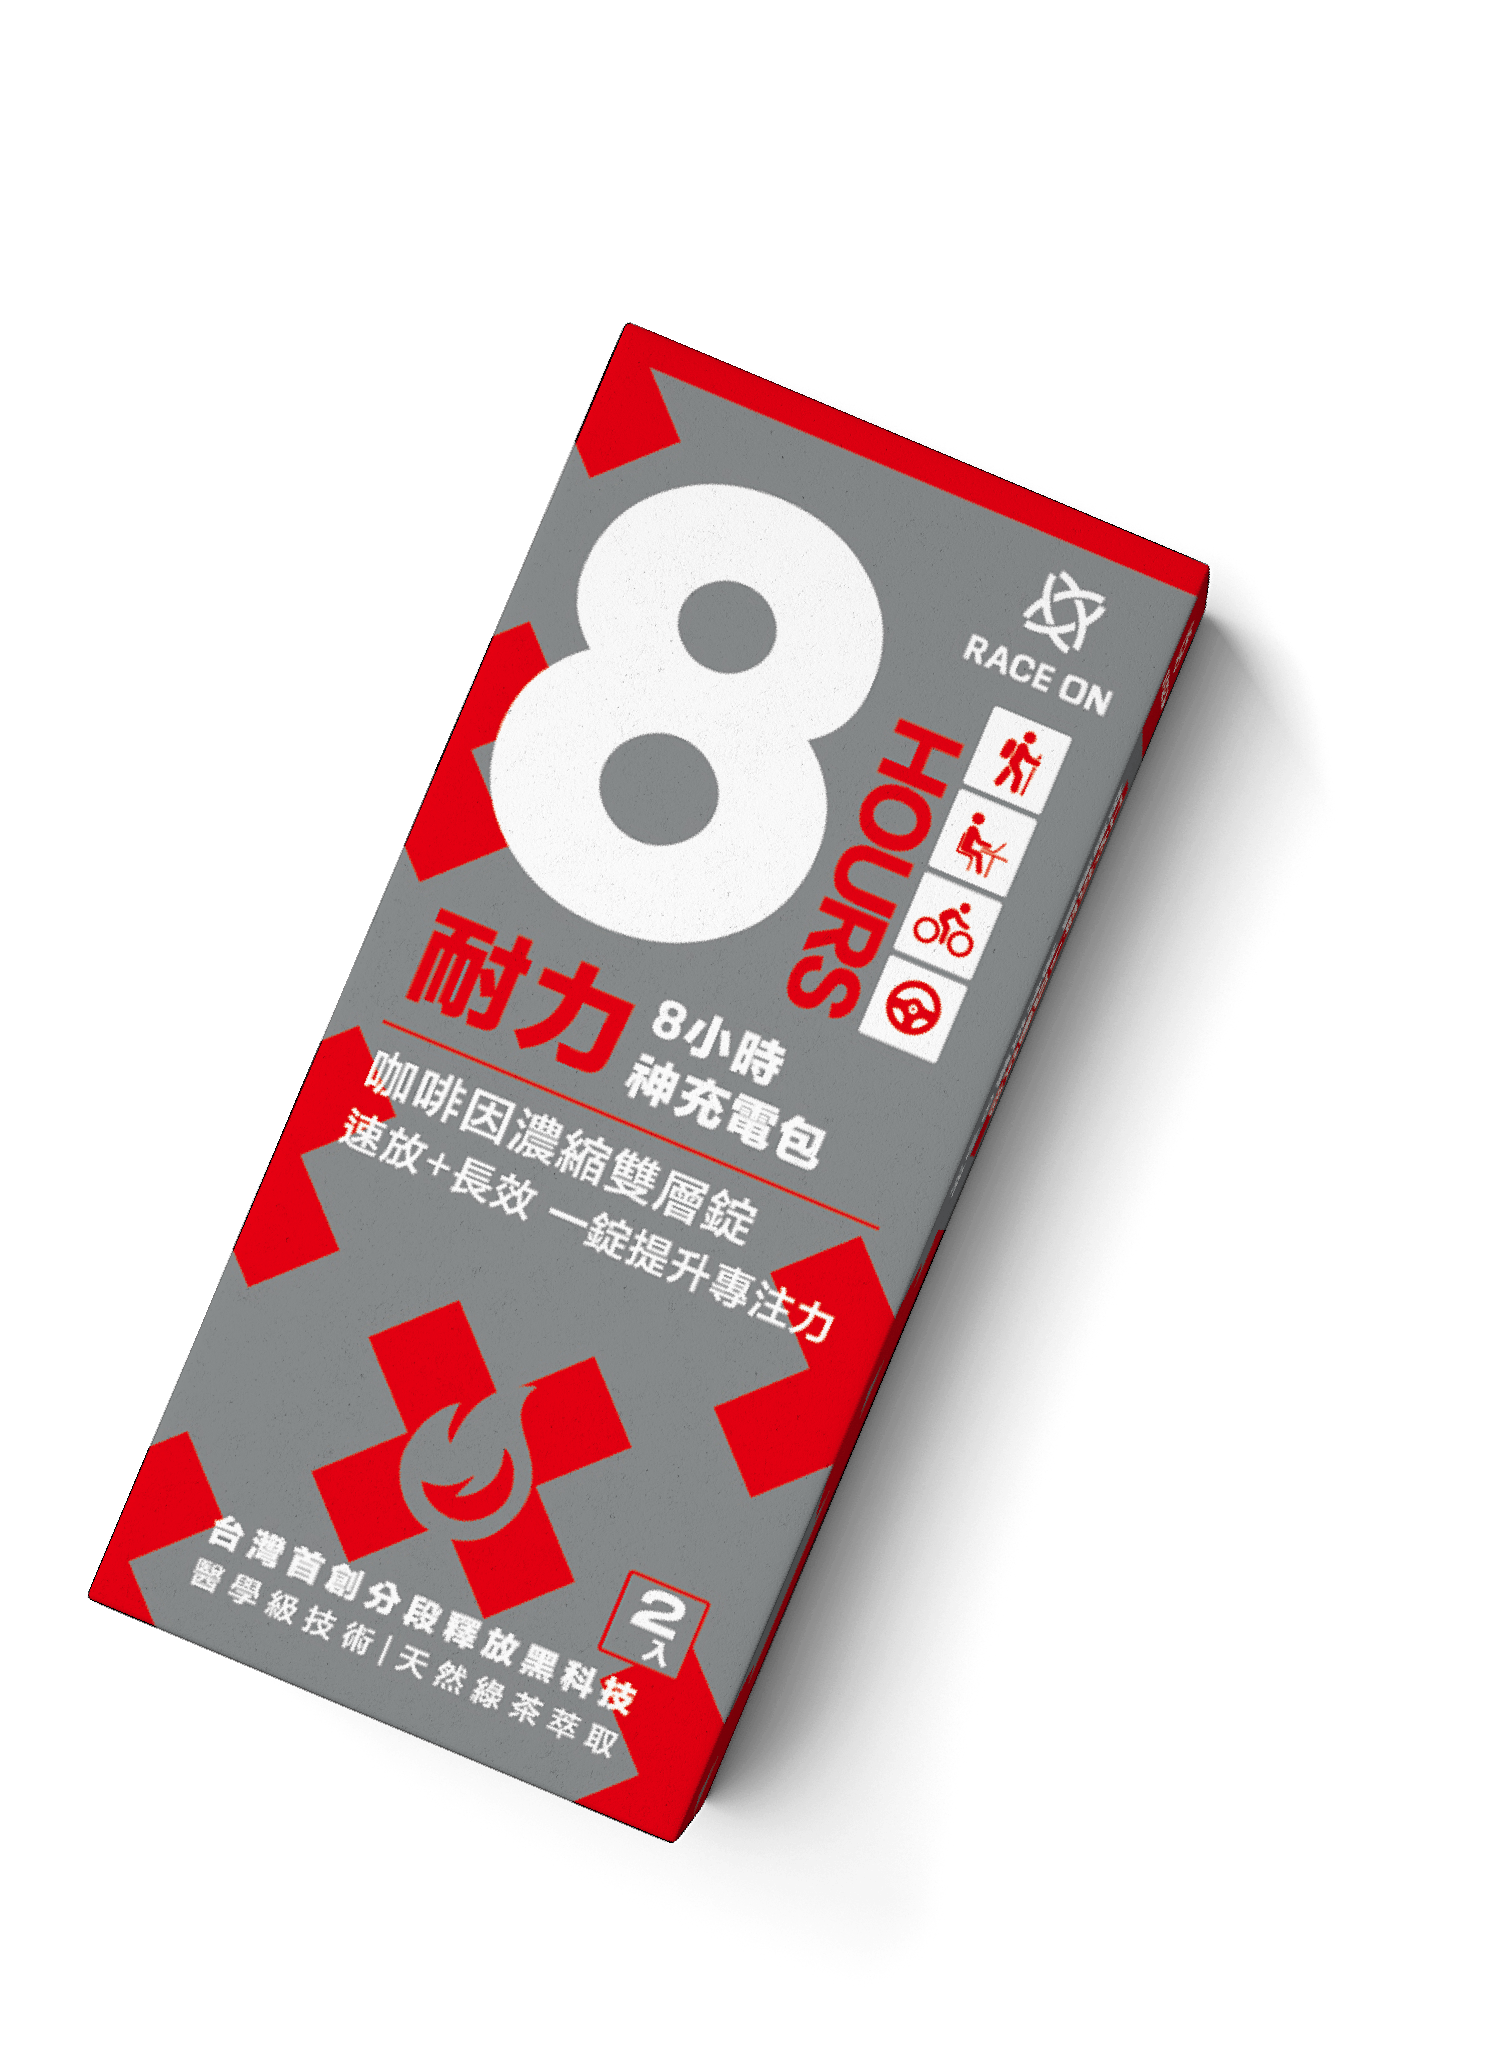 8
HOURS
RACE ON
耐力
8小時
神充電包
咖啡因濃縮雙層錠
速放+長效 一錠提升專注力
2
入
台灣首創分段釋放黑科技
醫學級技術|天然綠茶萃取